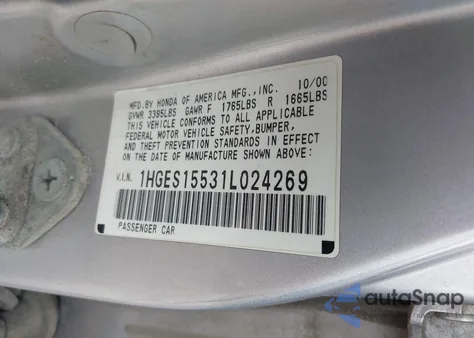 MFD.BY HONDA OF AMERICA MFG.,INC. 10/00
GVWR 3395LBS GAWR F 1765LBS R 1665LBS
THIS VEHICLE CONFORMS TO ALL APPLICABLE
FEDERAL MOTOR VEHICLE SAFETY,BUMPER,
AND THEFT PREVENTION STANDARDS IN EFFECT
ON THE DATE OF MANUFACTURE SHOWN ABOVE:
V.I.N. 1HGES15531L024269
PASSENGER CAR
autoSnap